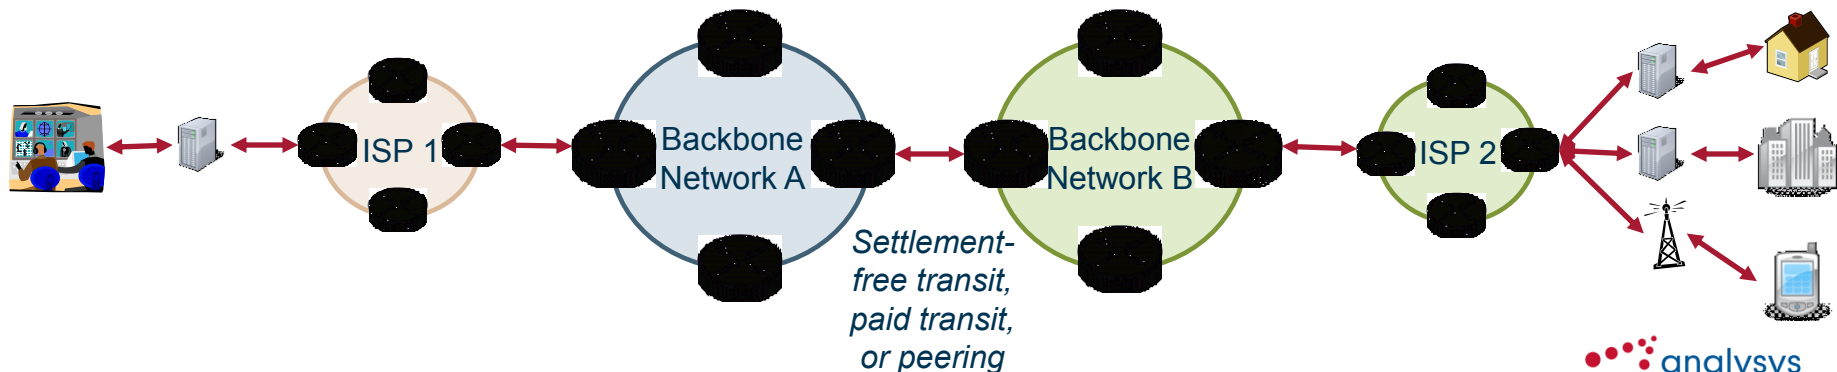 ISP 1
Backbone
Network A
Backbone
Network B
ISP 2
Settlement-
free transit,
paid transit,
or peering
analysys